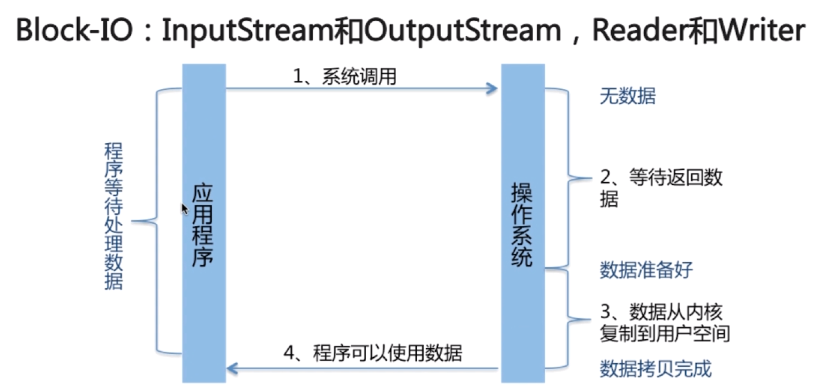 Block-IO：InputStream和OutputStream，Reader和Writer
1、系统调用
无数据
程序等待处理数据
应用程序
操作系统
2、等待返回数
据
数据准备好
3、数据从内核
复制到用户空间
4、程序可以使用数据
数据拷贝完成